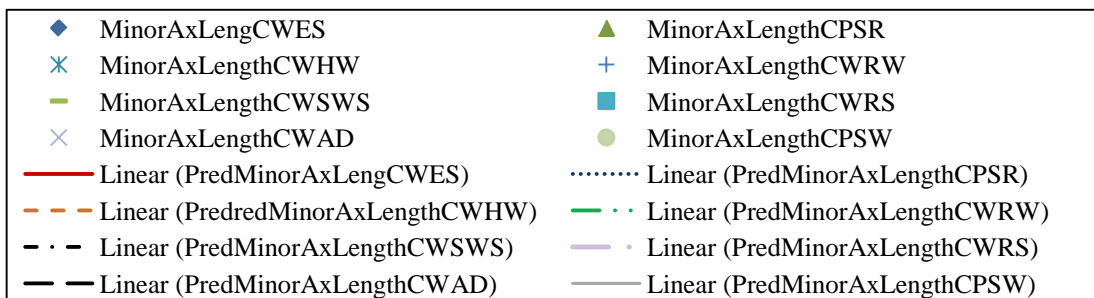 MinorAxLengCWES MinorAxLengthCPSR
MinorAxLengthCWHW MinorAxLengthCWRW
MinorAxLengthCWSWS MinorAxLengthCWRS
MinorAxLengthCWAD MinorAxLengthCPSW
Linear (PredMinorAxLengCWES) Linear (PredMinorAxLengthCPSR)
Linear (PredredMinorAxLengthCWHW) Linear (PredMinorAxLengthCWRW)
Linear (PredMinorAxLengthCWSWS) Linear (PredMinorAxLengthCWRS)
Linear (PredMinorAxLengthCWAD) Linear (PredMinorAxLengthCPSW)